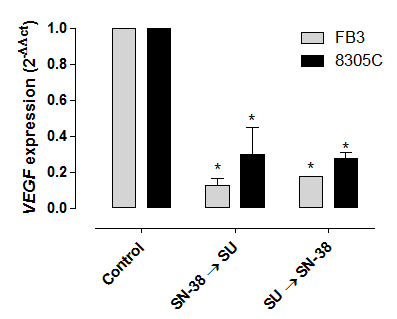 VEGF expression (2^-ΔΔct)
1.0
0.8
0.6
0.4
0.2
0.0
FB3
8305C
*
*
*
*
Control
SN-38 → SU
SU → SN-38